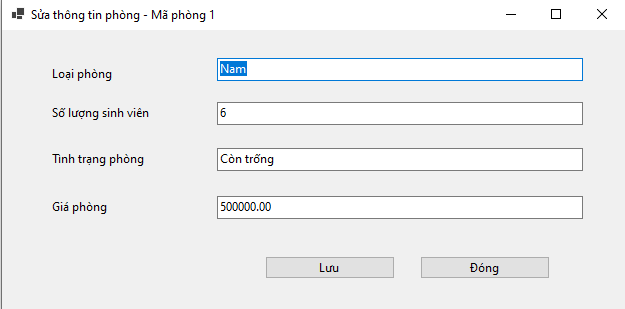 Sửa thông tin phòng - Mã phòng 1
Loại phòng Nam
Số lượng sinh viên 6
Tình trạng phòng Còn trống
Giá phòng 500000.00
Lưu Đóng